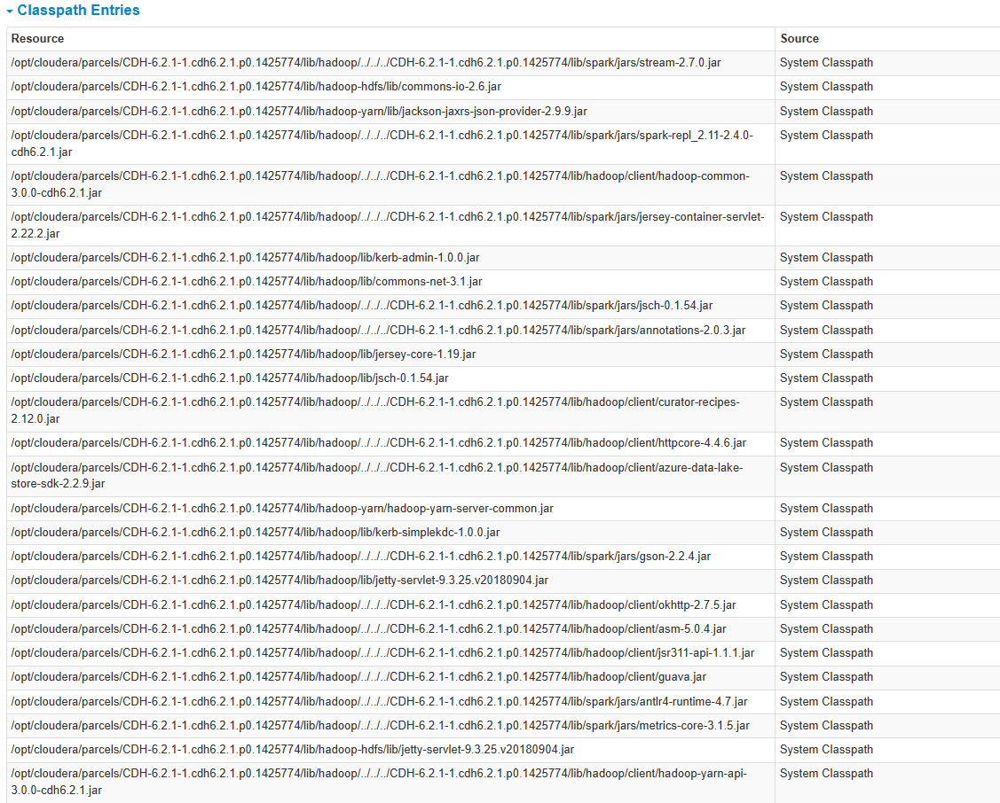 Classpath Entries
Resource Source
/opt/cloudera/parcels/CDH-6.2.1-1.cdh6.2.1.p0.1425774/lib/hadoop/../../../CDH-6.2.1-1.cdh6.2.1.p0.1425774/lib/spark/jars/stream-2.7.0.jar System Classpath
/opt/cloudera/parcels/CDH-6.2.1-1.cdh6.2.1.p0.1425774/lib/hadoop-hdfs/lib/commons-io-2.6.jar System Classpath
/opt/cloudera/parcels/CDH-6.2.1-1.cdh6.2.1.p0.1425774/lib/hadoop-yarn/lib/jackson-jaxrs-json-provider-2.9.9.jar System Classpath
/opt/cloudera/parcels/CDH-6.2.1-1.cdh6.2.1.p0.1425774/lib/hadoop/../../../CDH-6.2.1-1.cdh6.2.1.p0.1425774/lib/spark/jars/spark-repl_2.11-2.4.0- System Classpath
cdh6.2.1.jar
/opt/cloudera/parcels/CDH-6.2.1-1.cdh6.2.1.p0.1425774/lib/hadoop/../../../CDH-6.2.1-1.cdh6.2.1.p0.1425774/lib/hadoop/client/hadoop-common- System Classpath
3.0.0-cdh6.2.1.jar
/opt/cloudera/parcels/CDH-6.2.1-1.cdh6.2.1.p0.1425774/lib/hadoop/../../../CDH-6.2.1-1.cdh6.2.1.p0.1425774/lib/spark/jars/jersey-container-servlet- System Classpath
2.22.2.jar
/opt/cloudera/parcels/CDH-6.2.1-1.cdh6.2.1.p0.1425774/lib/hadoop/lib/kerb-admin-1.0.0.jar System Classpath
/opt/cloudera/parcels/CDH-6.2.1-1.cdh6.2.1.p0.1425774/lib/hadoop/lib/commons-net-3.1.jar System Classpath
/opt/cloudera/parcels/CDH-6.2.1-1.cdh6.2.1.p0.1425774/lib/hadoop/../../../CDH-6.2.1-1.cdh6.2.1.p0.1425774/lib/spark/jars/jsch-0.1.54.jar System Classpath
/opt/cloudera/parcels/CDH-6.2.1-1.cdh6.2.1.p0.1425774/lib/hadoop/../../../CDH-6.2.1-1.cdh6.2.1.p0.1425774/lib/spark/jars/annotations-2.0.3.jar System Classpath
/opt/cloudera/parcels/CDH-6.2.1-1.cdh6.2.1.p0.1425774/lib/hadoop/lib/jersey-core-1.19.jar System Classpath
/opt/cloudera/parcels/CDH-6.2.1-1.cdh6.2.1.p0.1425774/lib/hadoop/lib/jsch-0.1.54.jar System Classpath
/opt/cloudera/parcels/CDH-6.2.1-1.cdh6.2.1.p0.1425774/lib/hadoop/../../../CDH-6.2.1-1.cdh6.2.1.p0.1425774/lib/hadoop/client/curator-recipes- System Classpath
2.12.0.jar
/opt/cloudera/parcels/CDH-6.2.1-1.cdh6.2.1.p0.1425774/lib/hadoop/../../../CDH-6.2.1-1.cdh6.2.1.p0.1425774/lib/hadoop/client/httpcore-4.4.6.jar System Classpath
/opt/cloudera/parcels/CDH-6.2.1-1.cdh6.2.1.p0.1425774/lib/hadoop/../../../CDH-6.2.1-1.cdh6.2.1.p0.1425774/lib/hadoop/client/azure-data-lake- System Classpath
store-sdk-2.2.9.jar
/opt/cloudera/parcels/CDH-6.2.1-1.cdh6.2.1.p0.1425774/lib/hadoop-yarn/hadoop-yarn-server-common.jar System Classpath
/opt/cloudera/parcels/CDH-6.2.1-1.cdh6.2.1.p0.1425774/lib/hadoop/lib/kerb-simplekdc-1.0.0.jar System Classpath
/opt/cloudera/parcels/CDH-6.2.1-1.cdh6.2.1.p0.1425774/lib/hadoop/../../../CDH-6.2.1-1.cdh6.2.1.p0.1425774/lib/spark/jars/gson-2.2.4.jar System Classpath
/opt/cloudera/parcels/CDH-6.2.1-1.cdh6.2.1.p0.1425774/lib/hadoop/lib/jetty-servlet-9.3.25.v20180904.jar System Classpath
/opt/cloudera/parcels/CDH-6.2.1-1.cdh6.2.1.p0.1425774/lib/hadoop/../../../CDH-6.2.1-1.cdh6.2.1.p0.1425774/lib/hadoop/client/okhttp-2.7.5.jar System Classpath
/opt/cloudera/parcels/CDH-6.2.1-1.cdh6.2.1.p0.1425774/lib/hadoop/../../../CDH-6.2.1-1.cdh6.2.1.p0.1425774/lib/hadoop/client/asm-5.0.4.jar System Classpath
/opt/cloudera/parcels/CDH-6.2.1-1.cdh6.2.1.p0.1425774/lib/hadoop/../../../CDH-6.2.1-1.cdh6.2.1.p0.1425774/lib/hadoop/client/jsr311-api-1.1.1.jar System Classpath
/opt/cloudera/parcels/CDH-6.2.1-1.cdh6.2.1.p0.1425774/lib/hadoop/../../../CDH-6.2.1-1.cdh6.2.1.p0.1425774/lib/hadoop/client/guava.jar System Classpath
/opt/cloudera/parcels/CDH-6.2.1-1.cdh6.2.1.p0.1425774/lib/hadoop/../../../CDH-6.2.1-1.cdh6.2.1.p0.1425774/lib/spark/jars/antlr4-runtime-4.7.jar System Classpath
/opt/cloudera/parcels/CDH-6.2.1-1.cdh6.2.1.p0.1425774/lib/hadoop/../../../CDH-6.2.1-1.cdh6.2.1.p0.1425774/lib/spark/jars/metrics-core-3.1.5.jar System Classpath
/opt/cloudera/parcels/CDH-6.2.1-1.cdh6.2.1.p0.1425774/lib/hadoop-hdfs/lib/jetty-servlet-9.3.25.v20180904.jar System Classpath
/opt/cloudera/parcels/CDH-6.2.1-1.cdh6.2.1.p0.1425774/lib/hadoop/../../../CDH-6.2.1-1.cdh6.2.1.p0.1425774/lib/hadoop/client/hadoop-yarn-api- System Classpath
3.0.0-cdh6.2.1.jar